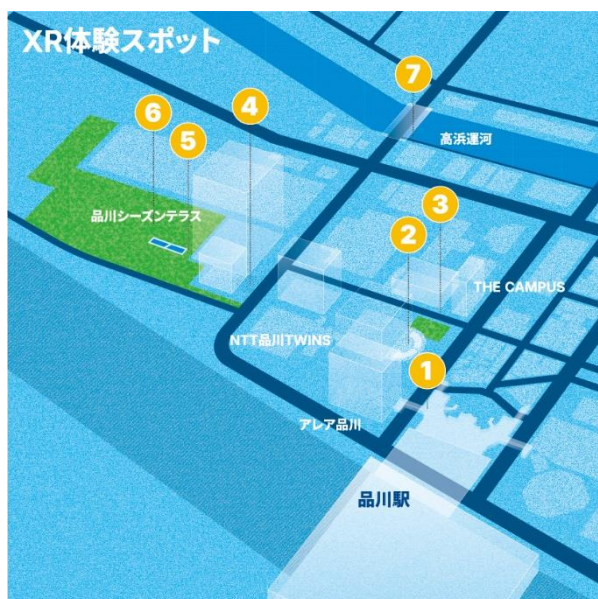 XR体験スポット
7
6
4
5
高浜運河
3
品川シーズンテラス
2
THE CAMPUS
NTT品川TWINS
1
アレア品川
品川駅